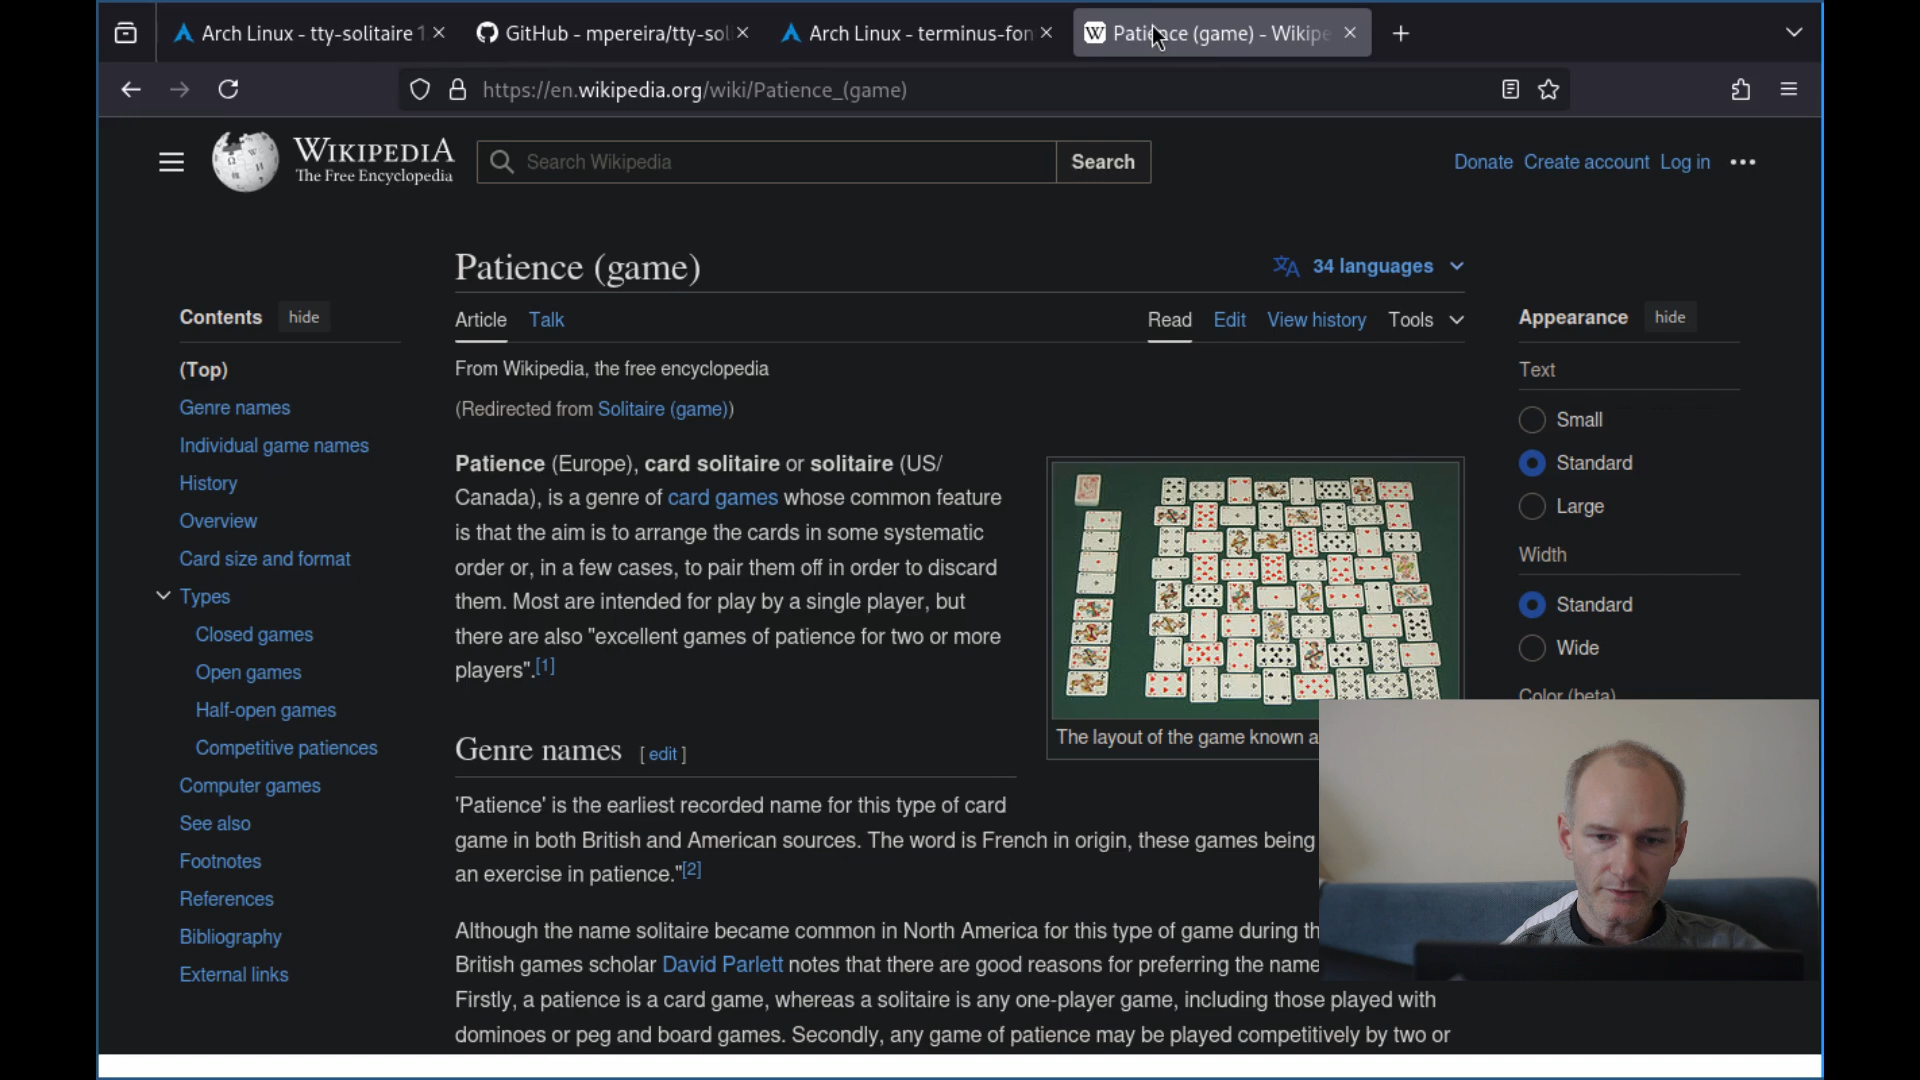 Arch Linux - tty-solitaire 1
GitHub - mpereira/tty-sol
Arch Linux - terminus-fon
Patience (game) - Wikipe
https://en.wikipedia.org/wiki/Patience_(game)
WIKIPEDIA
The Free Encyclopedia
Search Wikipedia
Search
Donate Create account Log in
Patience (game)
34 languages
Contents hide
Article Talk
Read Edit View history Tools
Appearance hide
(Top)
Genre names
Individual game names
History
Overview
Card size and format
Types
Closed games
Open games
Half-open games
Competitive patiences
Computer games
See also
Footnotes
References
Bibliography
External links
From Wikipedia, the free encyclopedia
(Redirected from Solitaire (game))
Patience (Europe), card solitaire or solitaire (US/
Canada), is a genre of card games whose common feature
is that the aim is to arrange the cards in some systematic
order or, in a few cases, to pair them off in order to discard
them. Most are intended for play by a single player, but
there are also "excellent games of patience for two or more
players".[1]
The layout of the game known a
Genre names [ edit ]
'Patience' is the earliest recorded name for this type of card
game in both British and American sources. The word is French in origin, these games being
an exercise in patience."[2]
Although the name solitaire became common in North America for this type of game during th
British games scholar David Parlett notes that there are good reasons for preferring the name
Firstly, a patience is a card game, whereas a solitaire is any one-player game, including those played with
dominoes or peg and board games. Secondly, any game of patience may be played competitively by two or
Text
Small
Standard
Large
Width
Standard
Wide
Color (beta)